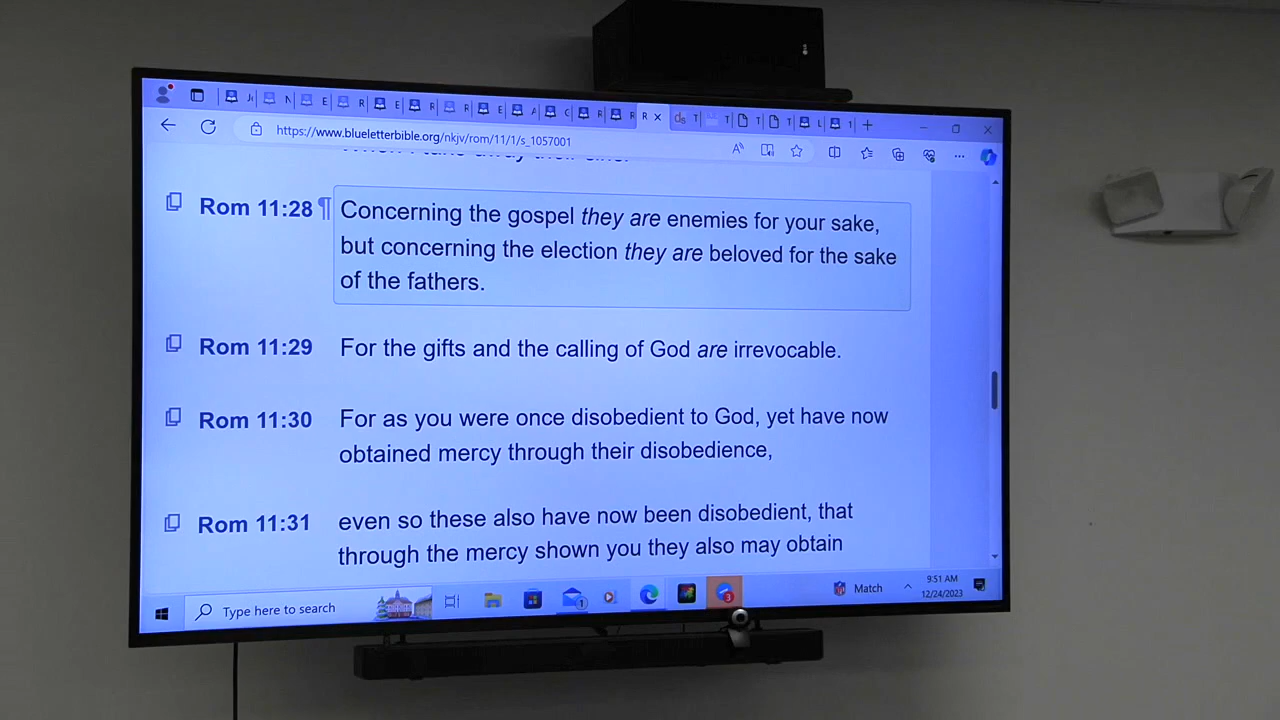 https://www.blueletterbible.org/nkjv/rom/11/1/s_1057001
Rom 11:28 ¶ Concerning the gospel they are enemies for your sake,
but concerning the election they are beloved for the sake
of the fathers.
Rom 11:29 For the gifts and the calling of God are irrevocable.
Rom 11:30 For as you were once disobedient to God, yet have now
obtained mercy through their disobedience,
Rom 11:31 even so these also have now been disobedient, that
through the mercy shown you they also may obtain
Type here to search
1
3
Match
9:51 AM
12/24/2023